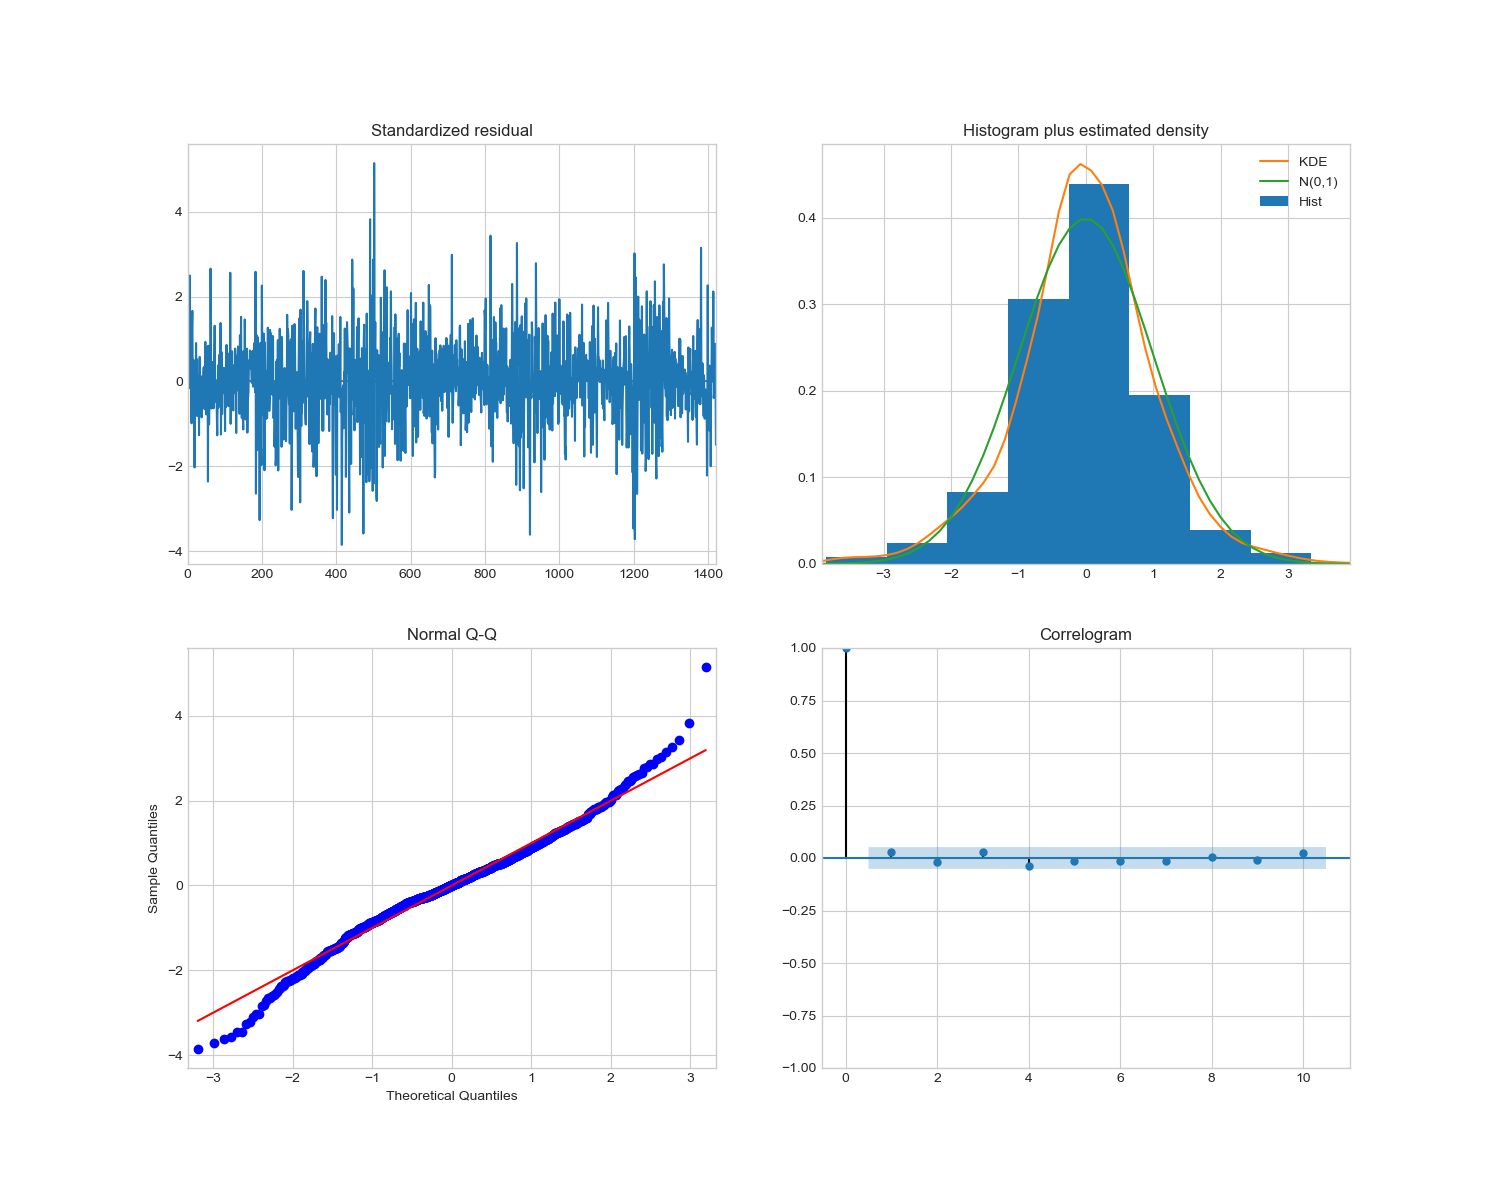 Standardized residual
4
2
0
−2
−4
0 200 400 600 800 1000 1200 1400
Histogram plus estimated density
KDE
N(0,1)
Hist
0.4
0.3
0.2
0.1
0.0
−3 −2 −1 0 1 2 3
Normal Q-Q
Sample Quantiles
4
2
0
−2
−4
−3 −2 −1 0 1 2 3
Theoretical Quantiles
Correlogram
1.00
0.75
0.50
0.25
0.00
−0.25
−0.50
−0.75
−1.00
0 2 4 6 8 10